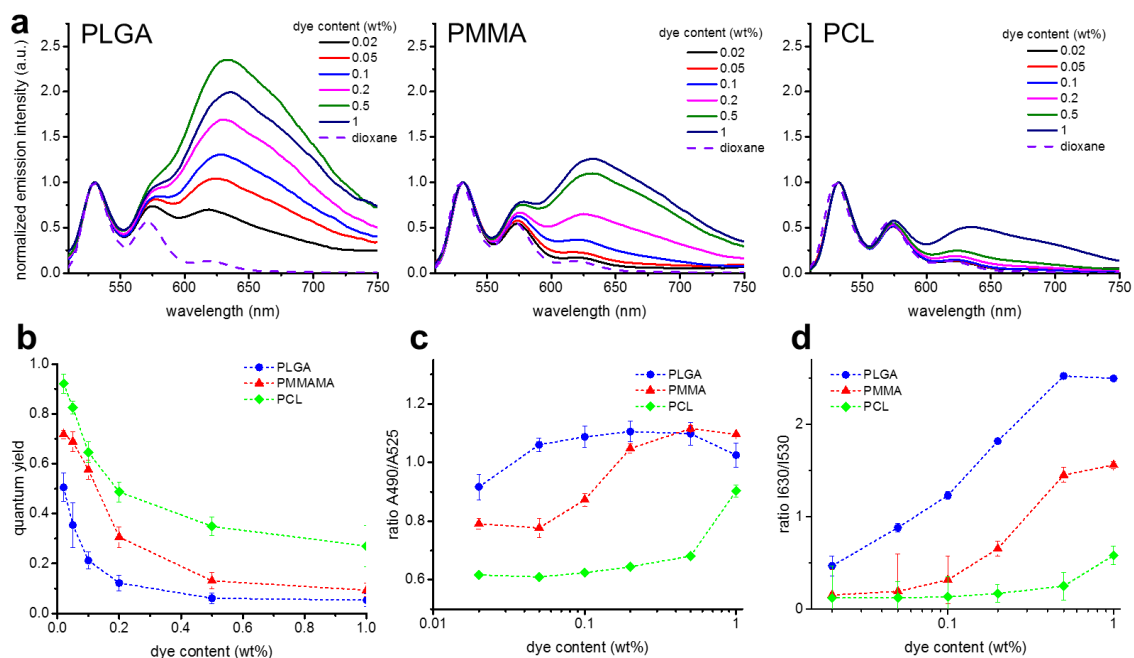 a
PLGA
dye content (wt%)
0.02
0.05
0.1
0.2
0.5
1
dioxane
normalized emission intensity (a.u.)
2.5
2.0
1.5
1.0
0.5
0.0
550 600 650 700 750
wavelength (nm)
PMMA
dye content (wt%)
0.02
0.05
0.1
0.2
0.5
1
dioxane
2.5
2.0
1.5
1.0
0.5
0.0
550 600 650 700 750
wavelength (nm)
PCL
dye content (wt%)
0.02
0.05
0.1
0.2
0.5
1
dioxane
2.5
2.0
1.5
1.0
0.5
0.0
550 600 650 700 750
wavelength (nm)
b
PLGA
PMMAMA
PCL
quantum yield
1.0
0.8
0.6
0.4
0.2
0.0
0.0 0.2 0.4 0.6 0.8 1.0
dye content (wt%)
c
PLGA
PMMA
PCL
ratio A490/A525
1.2
1.0
0.8
0.6
0.01 0.1 1
dye content (wt%)
d
PLGA
PMMA
PCL
ratio I630/I530
2
1
0
0.1 1
dye content (wt%)